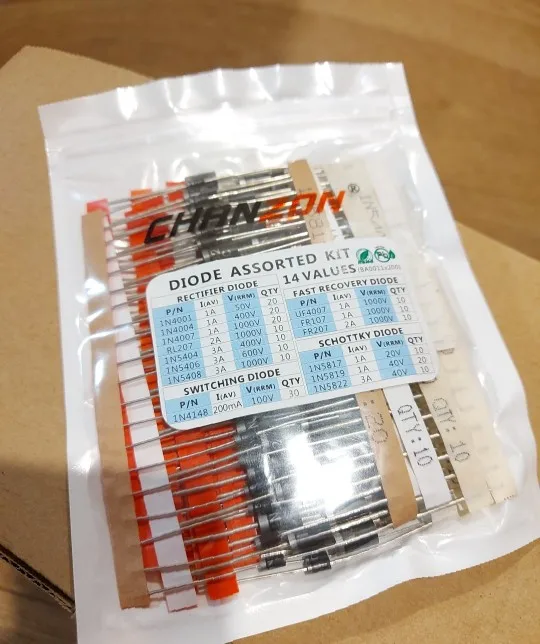 CHANZON®
DIODE ASSORTED KIT
14 VALUES (BA0011x200)
RECTIFIER DIODE
P/N I(AV) V(RRM) QTY
1N4001 1A 50V 20
1N4004 1A 400V 20
1N4007 1A 1000V 20
RL207 2A 1000V 10
1N5404 3A 400V 10
1N5406 3A 600V 10
1N5408 3A 1000V 10
SWITCHING DIODE
P/N I(AV) V(RRM) QTY
1N4148 200mA 100V 30
FAST RECOVERY DIODE
P/N I(AV) V(RRM) QTY
UF4007 1A 1000V 10
FR107 1A 1000V 10
FR207 2A 1000V 10
SCHOTTKY DIODE
P/N I(AV) V(RRM) QTY
1N5817 1A 20V 10
1N5819 1A 40V 20
1N5822 3A 40V 10
:20
QTY:10
QTY:10